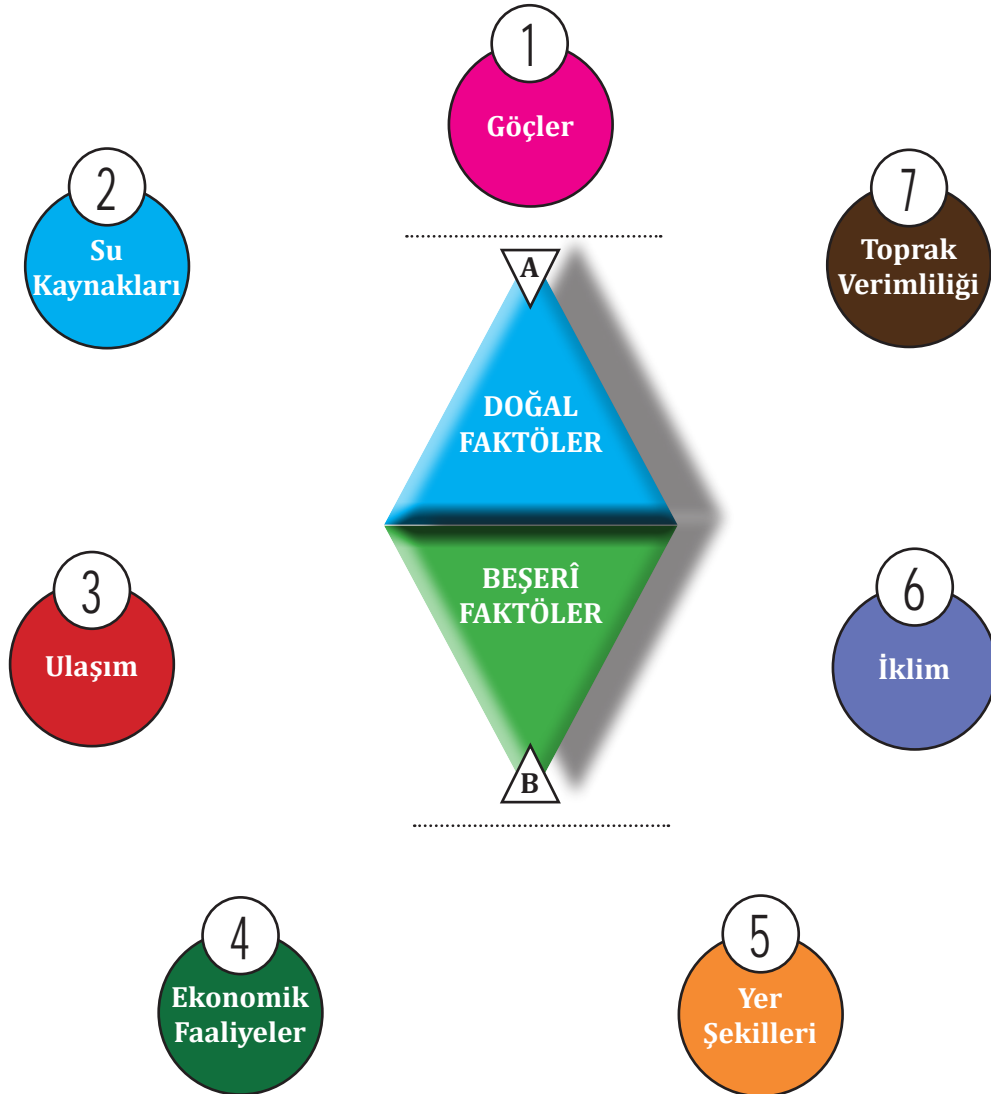 1
Göçler
2
Su
Kaynakları
7
Toprak
Verimliliği
A
DOĞAL
FAKTÖLER
BEŞERÎ
FAKTÖLER
B
3
Ulaşım
6
İklim
4
Ekonomik
Faaliyeler
5
Yer
Şekilleri